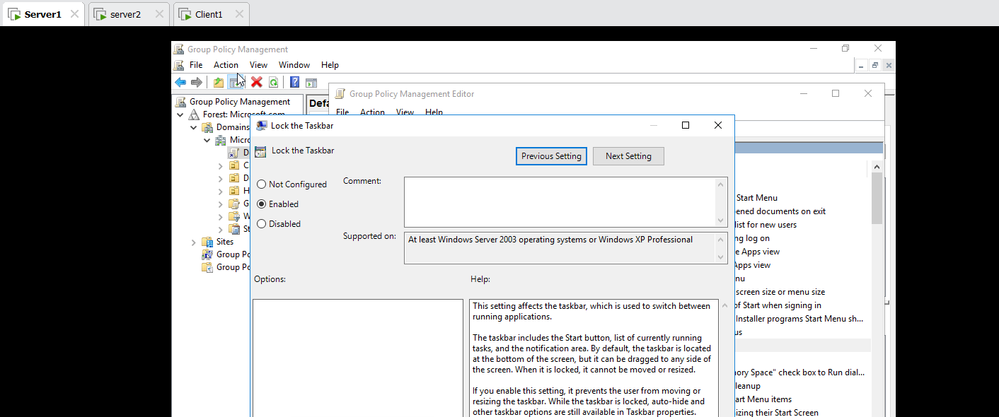 Server1
server2
Client1
Group Policy Management
File Action View Window Help
Group Policy Management
Defa
Group Policy Management Editor
File Action View Help
Forest: Microsoft.com
Domains
Micro
D
C
D
H
G
W
St
Sites
Group Po
Group Po
Lock the Taskbar
Lock the Taskbar
Previous Setting
Next Setting
Not Configured
Enabled
Disabled
Comment:
Supported on:
At least Windows Server 2003 operating systems or Windows XP Professional
Options:
Help:
This setting affects the taskbar, which is used to switch between
running applications.
The taskbar includes the Start button, list of currently running
tasks, and the notification area. By default, the taskbar is located
at the bottom of the screen, but it can be dragged to any side of
the screen. When it is locked, it cannot be moved or resized.
If you enable this setting, it prevents the user from moving or
resizing the taskbar. While the taskbar is locked, auto-hide and
other taskbar options are still available in Taskbar properties.
Start Menu
ened documents on exit
list for new users
ng log on
e Apps view
Apps view
nu
screen size or menu size
of Start when signing in
Installer programs Start Menu sh...
us
nory Space" check box to Run dial...
leanup
art Menu items
izing their Start Screen